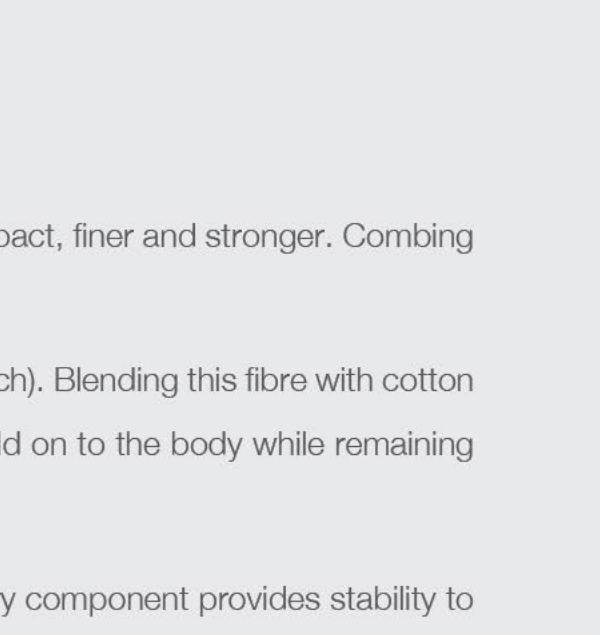 pact, finer and stronger. Combing
ch). Blending this fibre with cotton
ld on to the body while remaining
y component provides stability to